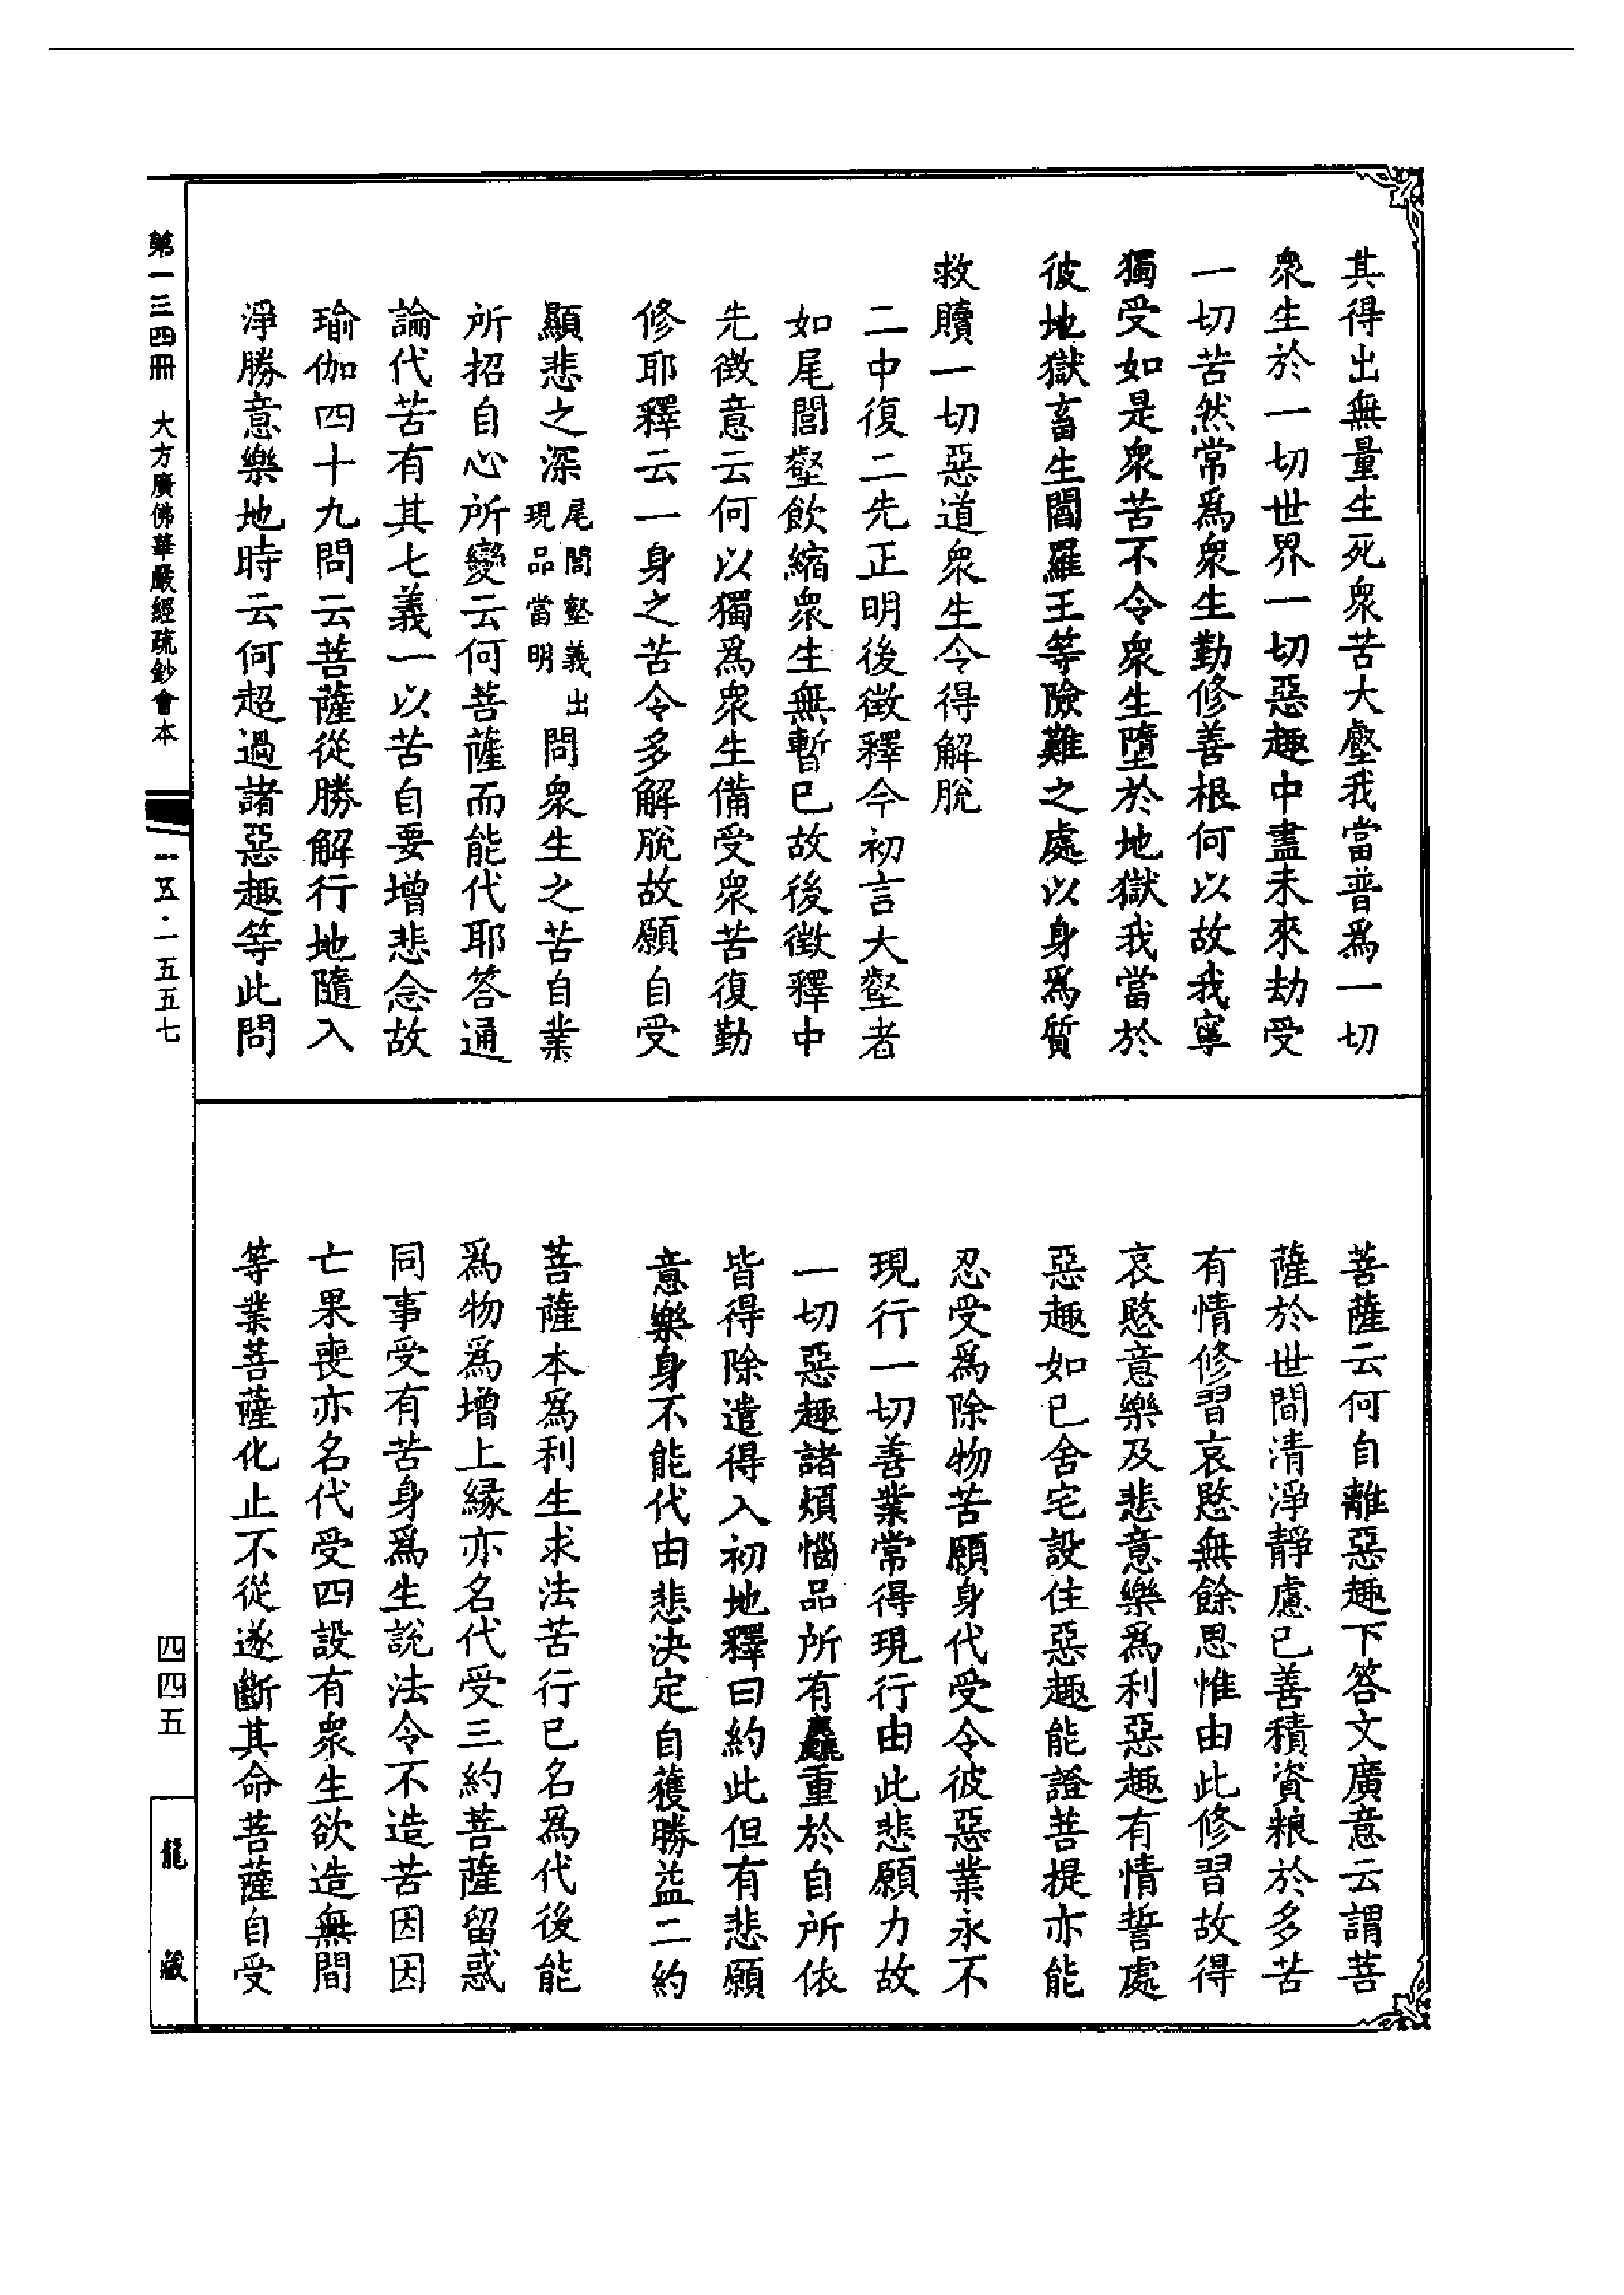 其得出無量生死衆苦大壑我當普爲一切
衆生於一切世界一切惡趣中盡未來劫受
一切苦然常爲衆生勤修善根何以故我寧
獨受如是衆苦不令衆生墮於地獄我當於
彼地獄畜生閻羅王等險難之處以身爲質
救贖一切惡道衆生令得解脫
二中復二先正明後徵釋今初言大壑者
如尾閭壑飲縮衆生無暫已故後徵釋中
先徵意云何以獨爲衆生備受衆苦復勤
修耶釋云一身之苦令多解脫故願自受
顯悲之深尾閭壑義出現品當明問衆生之苦自業
所招自心所變云何菩薩而能代耶答通
論代苦有其七義一以苦自要增悲念故
瑜伽四十九問云菩薩從勝解行地隨入
淨勝意樂地時云何超過諸惡趣等此問
菩薩云何自離惡趣下答文廣意云謂菩
薩於世間清淨靜慮已善積資粮於多苦
有情修習哀愍無餘思惟由此修習故得
哀愍意樂及悲意樂爲利惡趣有情誓處
惡趣如已舍宅設住惡趣能證菩提亦能
忍受爲除物苦願身代受令彼惡業永不
現行一切善業常得現行由此悲願力故
一切惡趣諸煩惱品所有麤重於自所依
皆得除遣得入初地釋曰約此但有悲願
意樂身不能代由悲決定自獲勝益二約
菩薩本爲利生求法苦行已名爲代後能
爲物爲增上緣亦名代受三約菩薩留惑
同事受有苦身爲生說法令不造苦因因
亡果喪亦名代受四設有衆生欲造無間
等業菩薩化止不從遂斷其命菩薩自受
第一三四冊 大方廣佛華嚴經疏鈔會本
一五·一五五七
四四五
龍藏